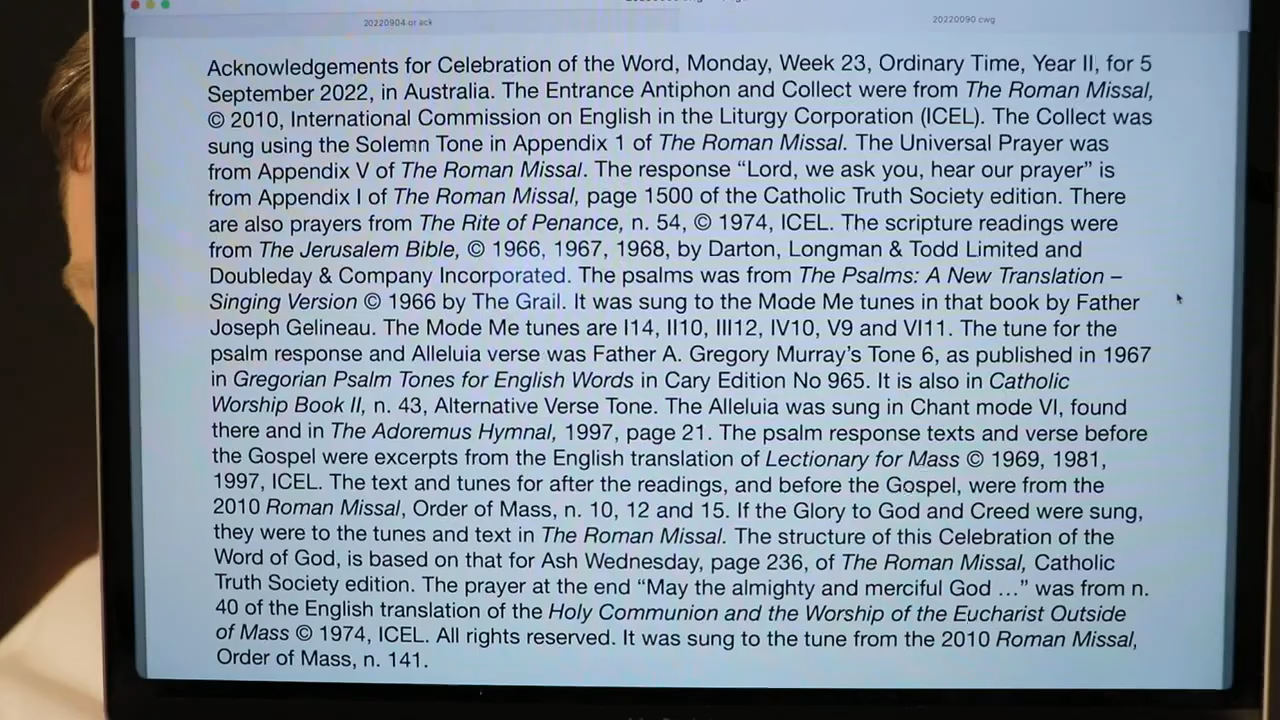 20220904 or ack
20220090 cwg
Acknowledgements for Celebration of the Word, Monday, Week 23, Ordinary Time, Year II, for 5
September 2022, in Australia. The Entrance Antiphon and Collect were from The Roman Missal,
© 2010, International Commission on English in the Liturgy Corporation (ICEL). The Collect was
sung using the Solemn Tone in Appendix 1 of The Roman Missal. The Universal Prayer was
from Appendix V of The Roman Missal. The response “Lord, we ask you, hear our prayer” is
from Appendix I of The Roman Missal, page 1500 of the Catholic Truth Society edition. There
are also prayers from The Rite of Penance, n. 54, © 1974, ICEL. The scripture readings were
from The Jerusalem Bible, © 1966, 1967, 1968, by Darton, Longman & Todd Limited and
Doubleday & Company Incorporated. The psalms was from The Psalms: A New Translation –
Singing Version © 1966 by The Grail. It was sung to the Mode Me tunes in that book by Father
Joseph Gelineau. The Mode Me tunes are I14, II10, III12, IV10, V9 and VI11. The tune for the
psalm response and Alleluia verse was Father A. Gregory Murray’s Tone 6, as published in 1967
in Gregorian Psalm Tones for English Words in Cary Edition No 965. It is also in Catholic
Worship Book II, n. 43, Alternative Verse Tone. The Alleluia was sung in Chant mode VI, found
there and in The Adoremus Hymnal, 1997, page 21. The psalm response texts and verse before
the Gospel were excerpts from the English translation of Lectionary for Mass © 1969, 1981,
1997, ICEL. The text and tunes for after the readings, and before the Gospel, were from the
2010 Roman Missal, Order of Mass, n. 10, 12 and 15. If the Glory to God and Creed were sung,
they were to the tunes and text in The Roman Missal. The structure of this Celebration of the
Word of God, is based on that for Ash Wednesday, page 236, of The Roman Missal, Catholic
Truth Society edition. The prayer at the end “May the almighty and merciful God …” was from n.
40 of the English translation of the Holy Communion and the Worship of the Eucharist Outside
of Mass © 1974, ICEL. All rights reserved. It was sung to the tune from the 2010 Roman Missal,
Order of Mass, n. 141.